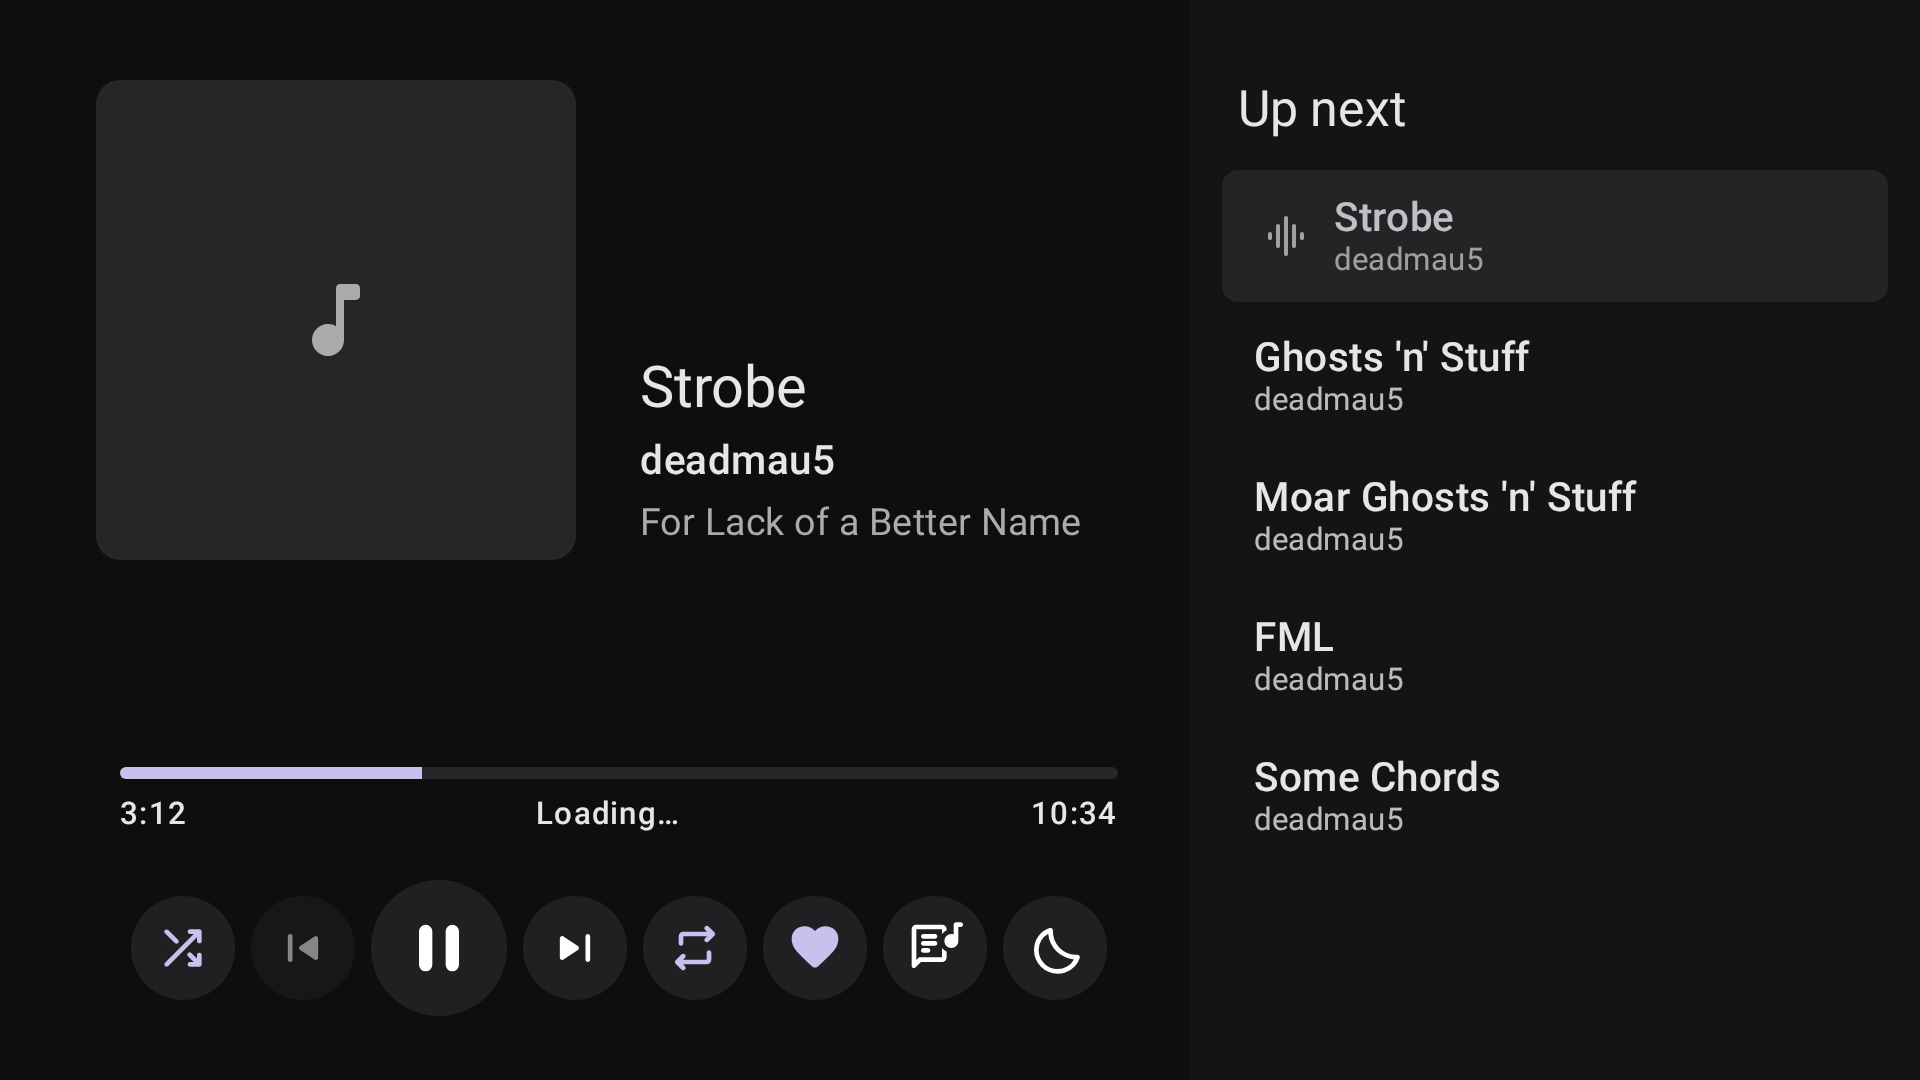 Strobe
deadmau5
For Lack of a Better Name
3:12
Loading...
10:34
Up next
Strobe
deadmau5
Ghosts 'n' Stuff
deadmau5
Moar Ghosts 'n' Stuff
deadmau5
FML
deadmau5
Some Chords
deadmau5